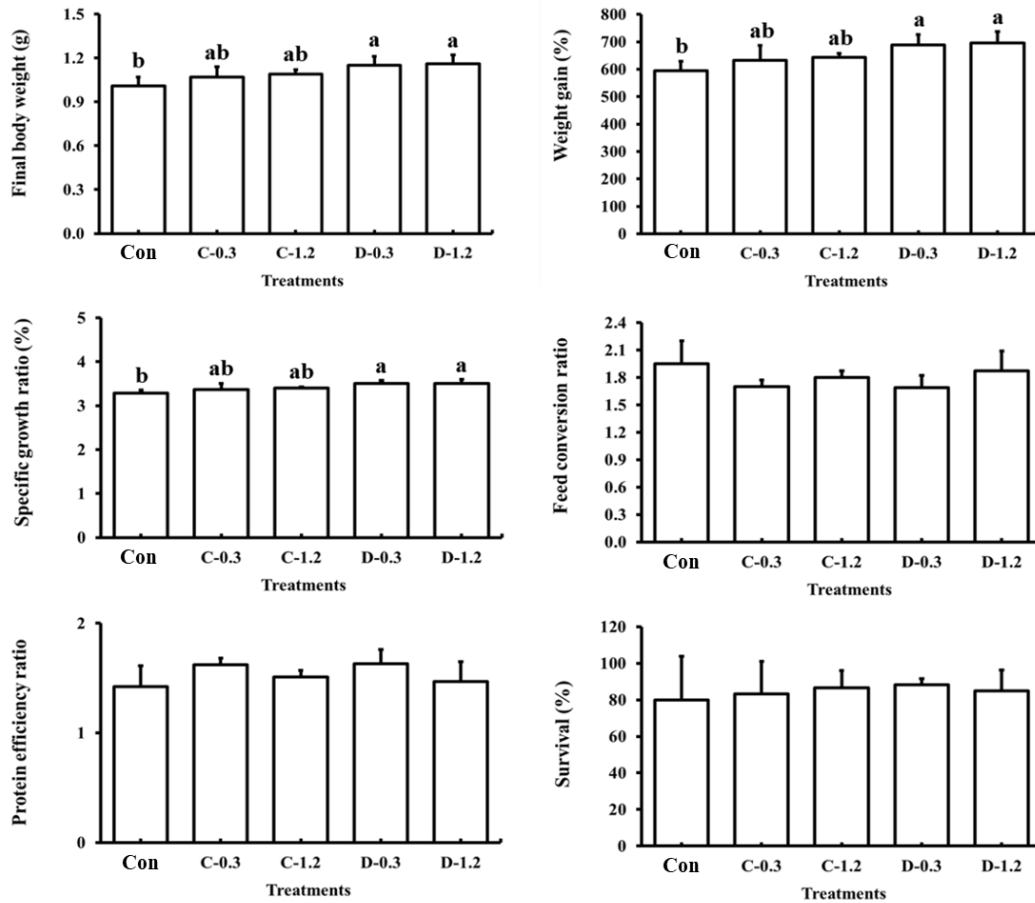 Final body weight (g)
1.5
1.2
0.9
0.6
0.3
0.0
b
ab
ab
a
a
Con C-0.3 C-1.2 D-0.3 D-1.2
Treatments
Weight gain (%)
800
700
600
500
400
300
200
100
0
b
ab
ab
a
a
Con C-0.3 C-1.2 D-0.3 D-1.2
Treatments
Specific growth ratio (%)
5
4
3
2
1
0
b
ab
ab
a
a
Con C-0.3 C-1.2 D-0.3 D-1.2
Treatments
Feed conversion ratio
2.4
2.1
1.8
1.5
1.2
0.9
0.6
0.3
0.0
Con C-0.3 C-1.2 D-0.3 D-1.2
Treatments
Protein efficiency ratio
2
1
0
Con C-0.3 C-1.2 D-0.3 D-1.2
Treatments
Survival (%)
120
100
80
60
40
20
0
Con C-0.3 C-1.2 D-0.3 D-1.2
Treatments